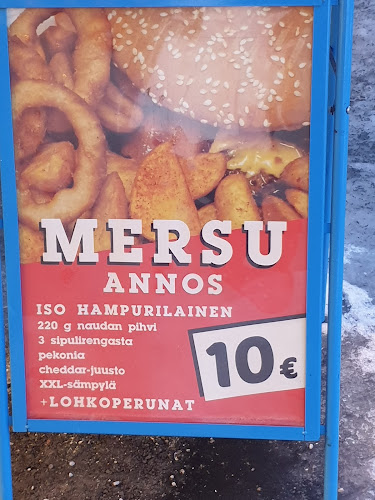 MERSU
ANNOS
ISO HAMPURILAINEN
220 g naudan pihvi
3 sipulirengasta
pekonia
cheddar-juusto
XXL-sämpylä
+LOHKOPERUNAT
10€